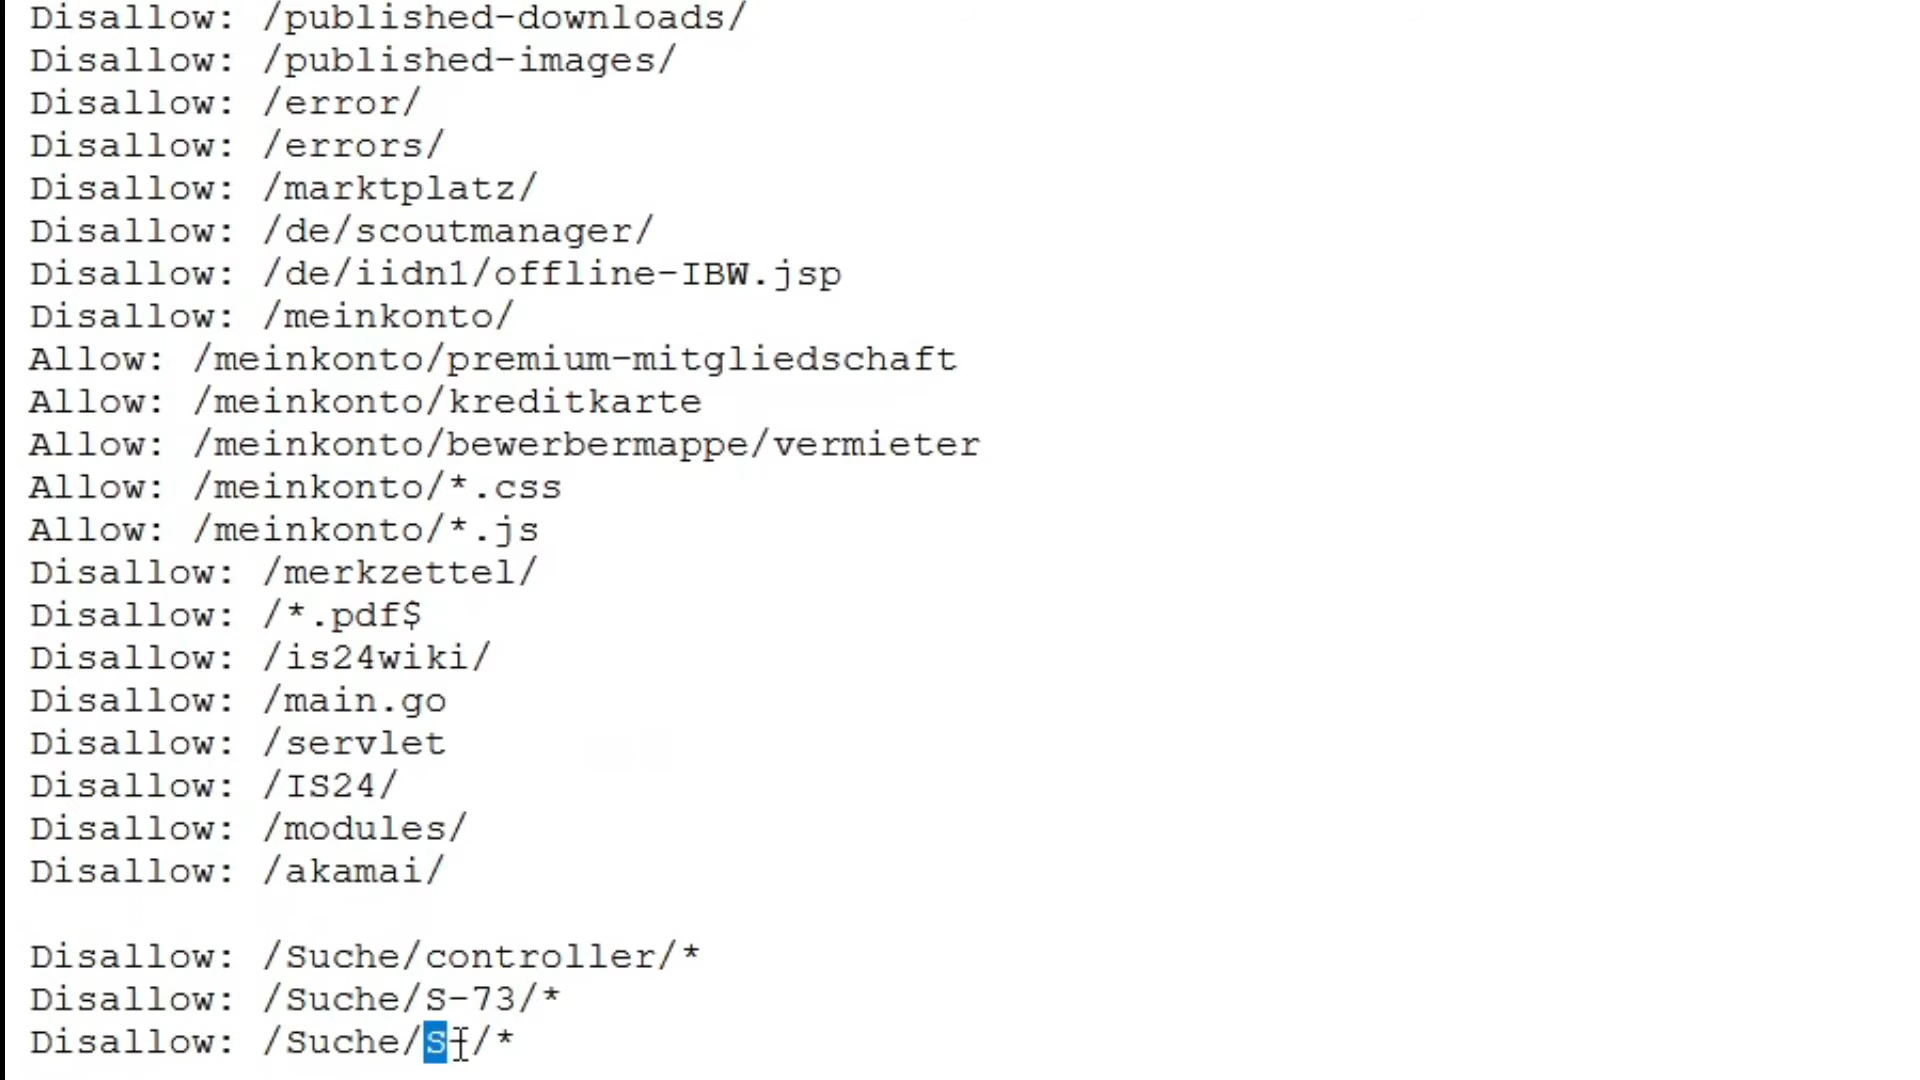 Disallow: /published-downloads/
Disallow: /published-images/
Disallow: /error/
Disallow: /errors/
Disallow: /marktplatz/
Disallow: /de/scoutmanager/
Disallow: /de/iidn1/offline-IBW.jsp
Disallow: /meinkonto/
Allow: /meinkonto/premium-mitgliedschaft
Allow: /meinkonto/kreditkarte
Allow: /meinkonto/bewerbermappe/vermieter
Allow: /meinkonto/*.css
Allow: /meinkonto/*.js
Disallow: /merkzettel/
Disallow: /*.pdf$
Disallow: /is24wiki/
Disallow: /main.go
Disallow: /servlet
Disallow: /IS24/
Disallow: /modules/
Disallow: /akamai/
Disallow: /Suche/controller/*
Disallow: /Suche/S-73/*
Disallow: /Suche/S-/*